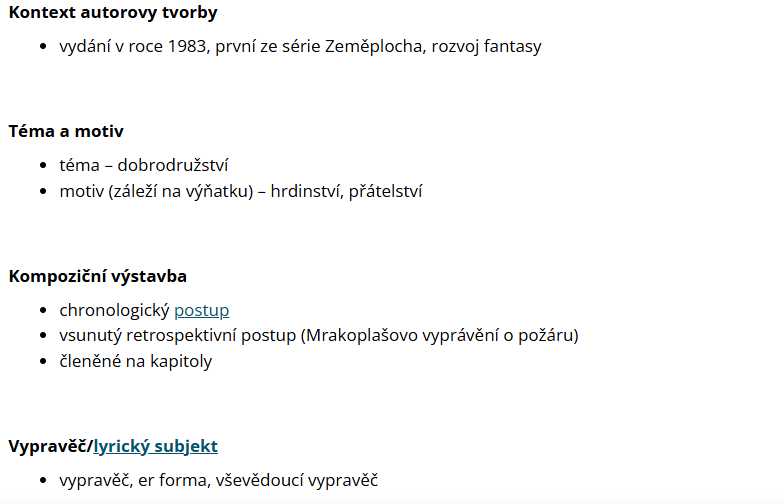 Kontext autorovy tvorby
• vydání v roce 1983, první ze série Zeměplocha, rozvoj fantasy
Téma a motiv
• téma – dobrodružství
• motiv (záleží na výňatku) – hrdinství, přátelství
Kompoziční výstavba
• chronologický postup
• vsunutý retrospektivní postup (Mrakoplašovo vyprávění o požáru)
• členěné na kapitoly
Vypravěč/lyrický subjekt
• vypravěč, er forma, vševědoucí vypravěč